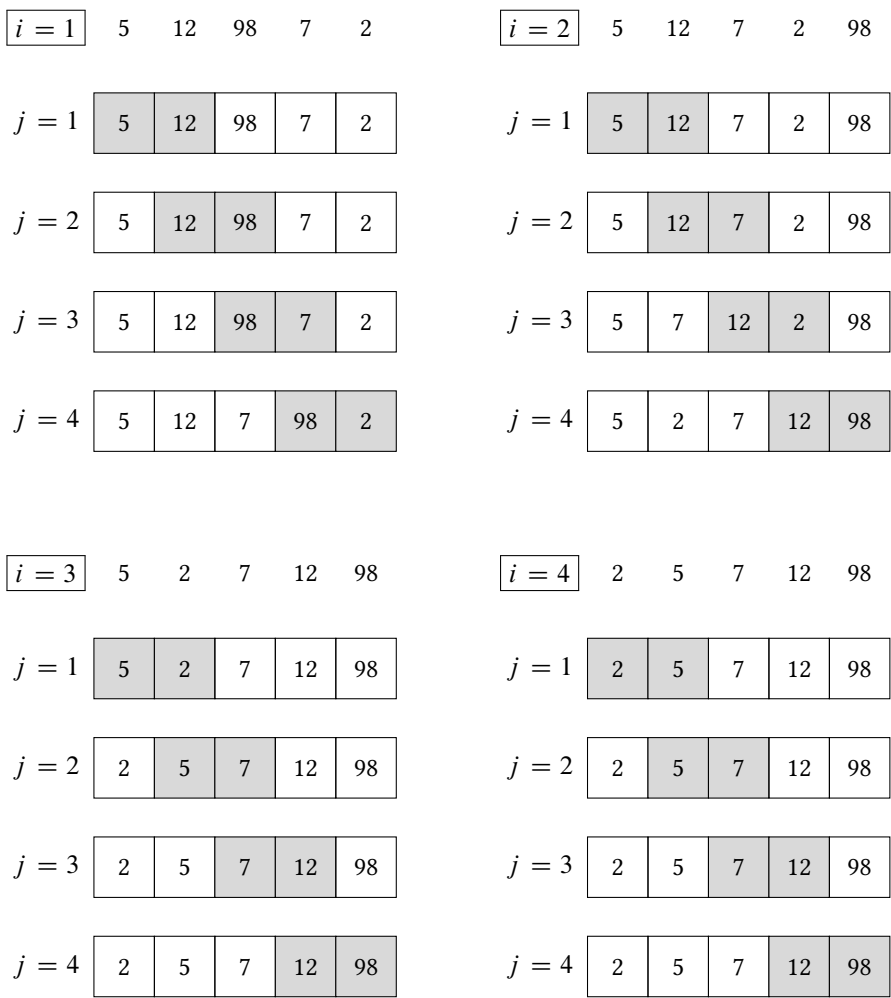 i = 1 5 12 98 7 2
j = 1 5 12 98 7 2
j = 2 5 12 98 7 2
j = 3 5 12 98 7 2
j = 4 5 12 7 98 2
i = 2 5 12 7 2 98
j = 1 5 12 7 2 98
j = 2 5 12 7 2 98
j = 3 5 7 12 2 98
j = 4 5 2 7 12 98
i = 3 5 2 7 12 98
j = 1 5 2 7 12 98
j = 2 2 5 7 12 98
j = 3 2 5 7 12 98
j = 4 2 5 7 12 98
i = 4 2 5 7 12 98
j = 1 2 5 7 12 98
j = 2 2 5 7 12 98
j = 3 2 5 7 12 98
j = 4 2 5 7 12 98